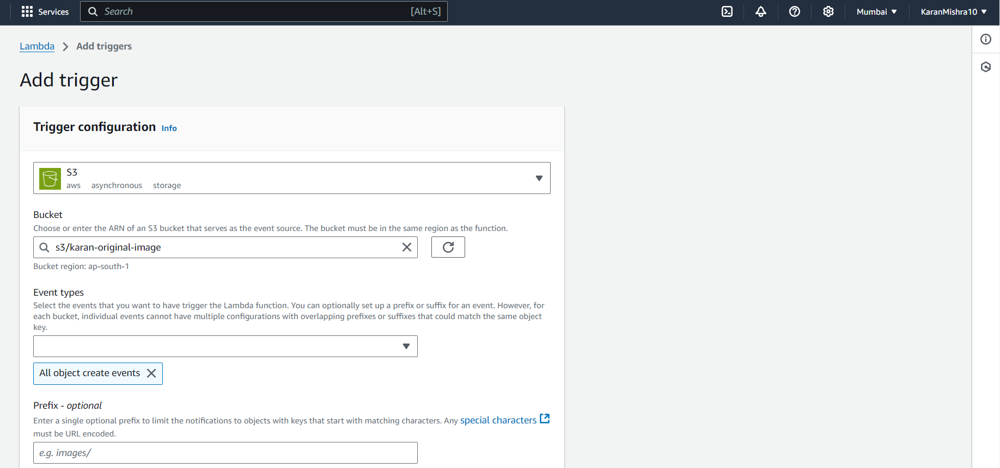 Services
Search
[Alt+S]
Mumbai
KaranMishra10
Lambda
Add triggers
Add trigger
Trigger configuration Info
S3
aws asynchronous storage
Bucket
Choose or enter the ARN of an S3 bucket that serves as the event source. The bucket must be in the same region as the function.
s3/karan-original-image
Bucket region: ap-south-1
Event types
Select the events that you want to have trigger the Lambda function. You can optionally set up a prefix or suffix for an event. However, for
each bucket, individual events cannot have multiple configurations with overlapping prefixes or suffixes that could match the same object
key.
All object create events
Prefix - optional
Enter a single optional prefix to limit the notifications to objects with keys that start with matching characters. Any special characters
must be URL encoded.
e.g. images/